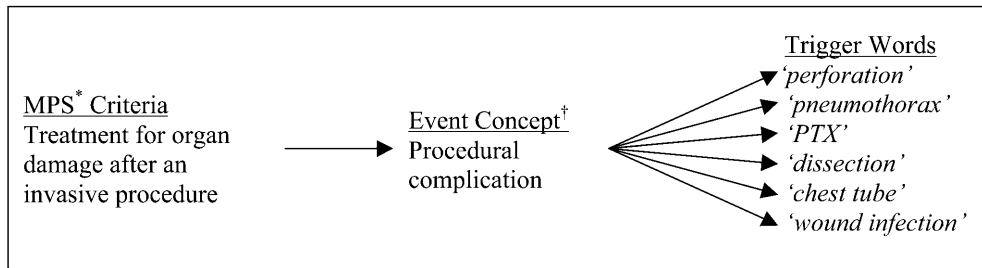 MPS* Criteria
Treatment for organ
damage after an
invasive procedure
Event Concept†
Procedural
complication
Trigger Words
‘perforation’
‘pneumothorax’
‘PTX’
‘dissection’
‘chest tube’
‘wound infection’